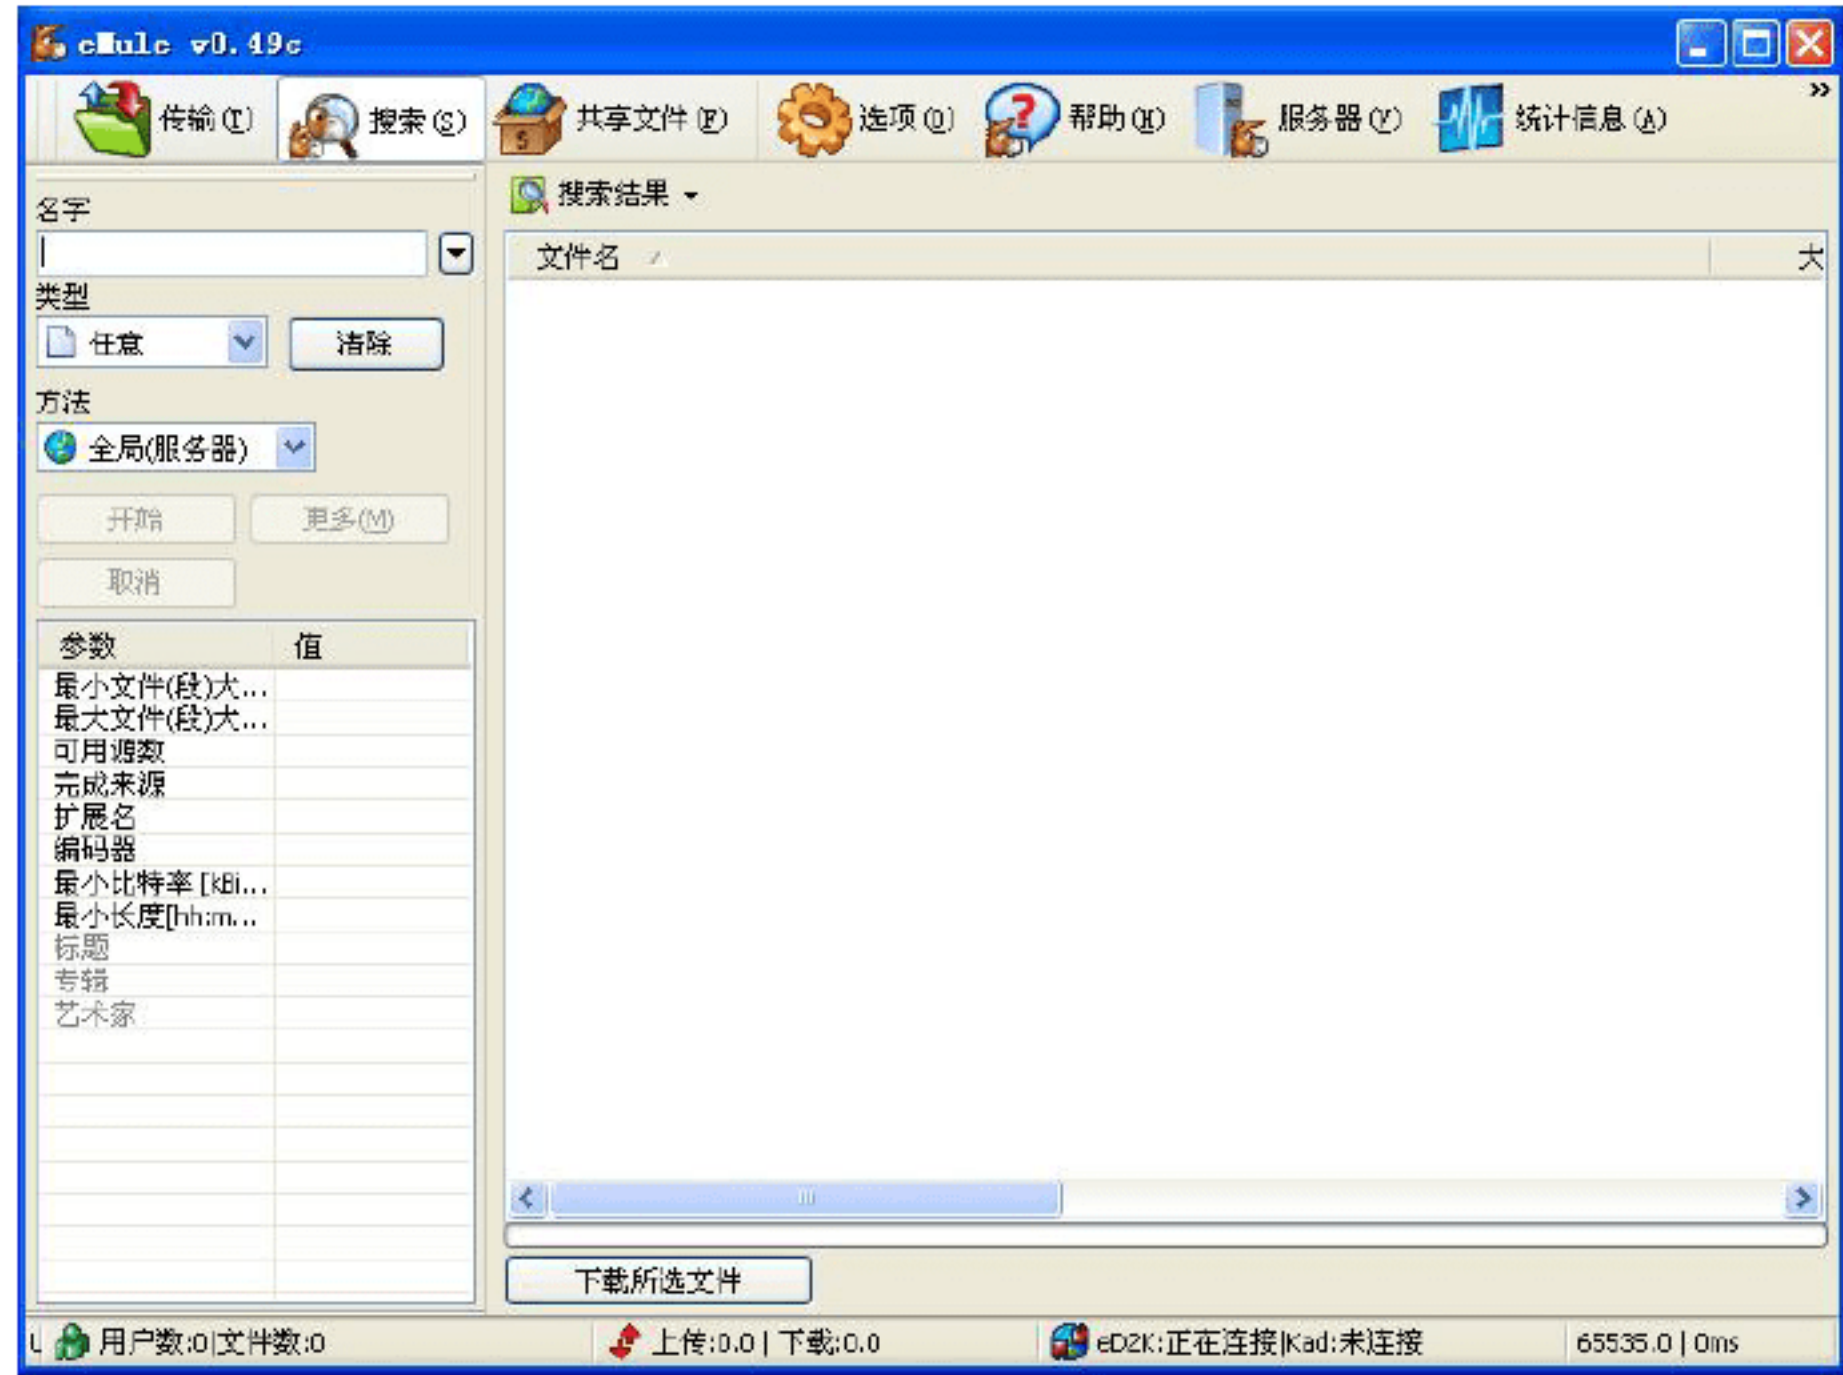 eMule v0.49c
传输(T) 搜索(S) 共享文件(F) 选项(O) 帮助(H) 服务器(V) 统计信息(A) »
名字
搜索结果
文件名 大
类型
任意 清除
方法
全局(服务器)
开始 更多(M)
取消
参数 值
最小文件(段)大...
最大文件(段)大...
可用源数
完成来源
扩展名
编码器
最小比特率 [kBi...
最小长度[hh:m...
标题
专辑
艺术家
下载所选文件
用户数:0|文件数:0 上传:0.0 | 下载:0.0 eD2K:正在连接|Kad:未连接 65535.0 | 0ms